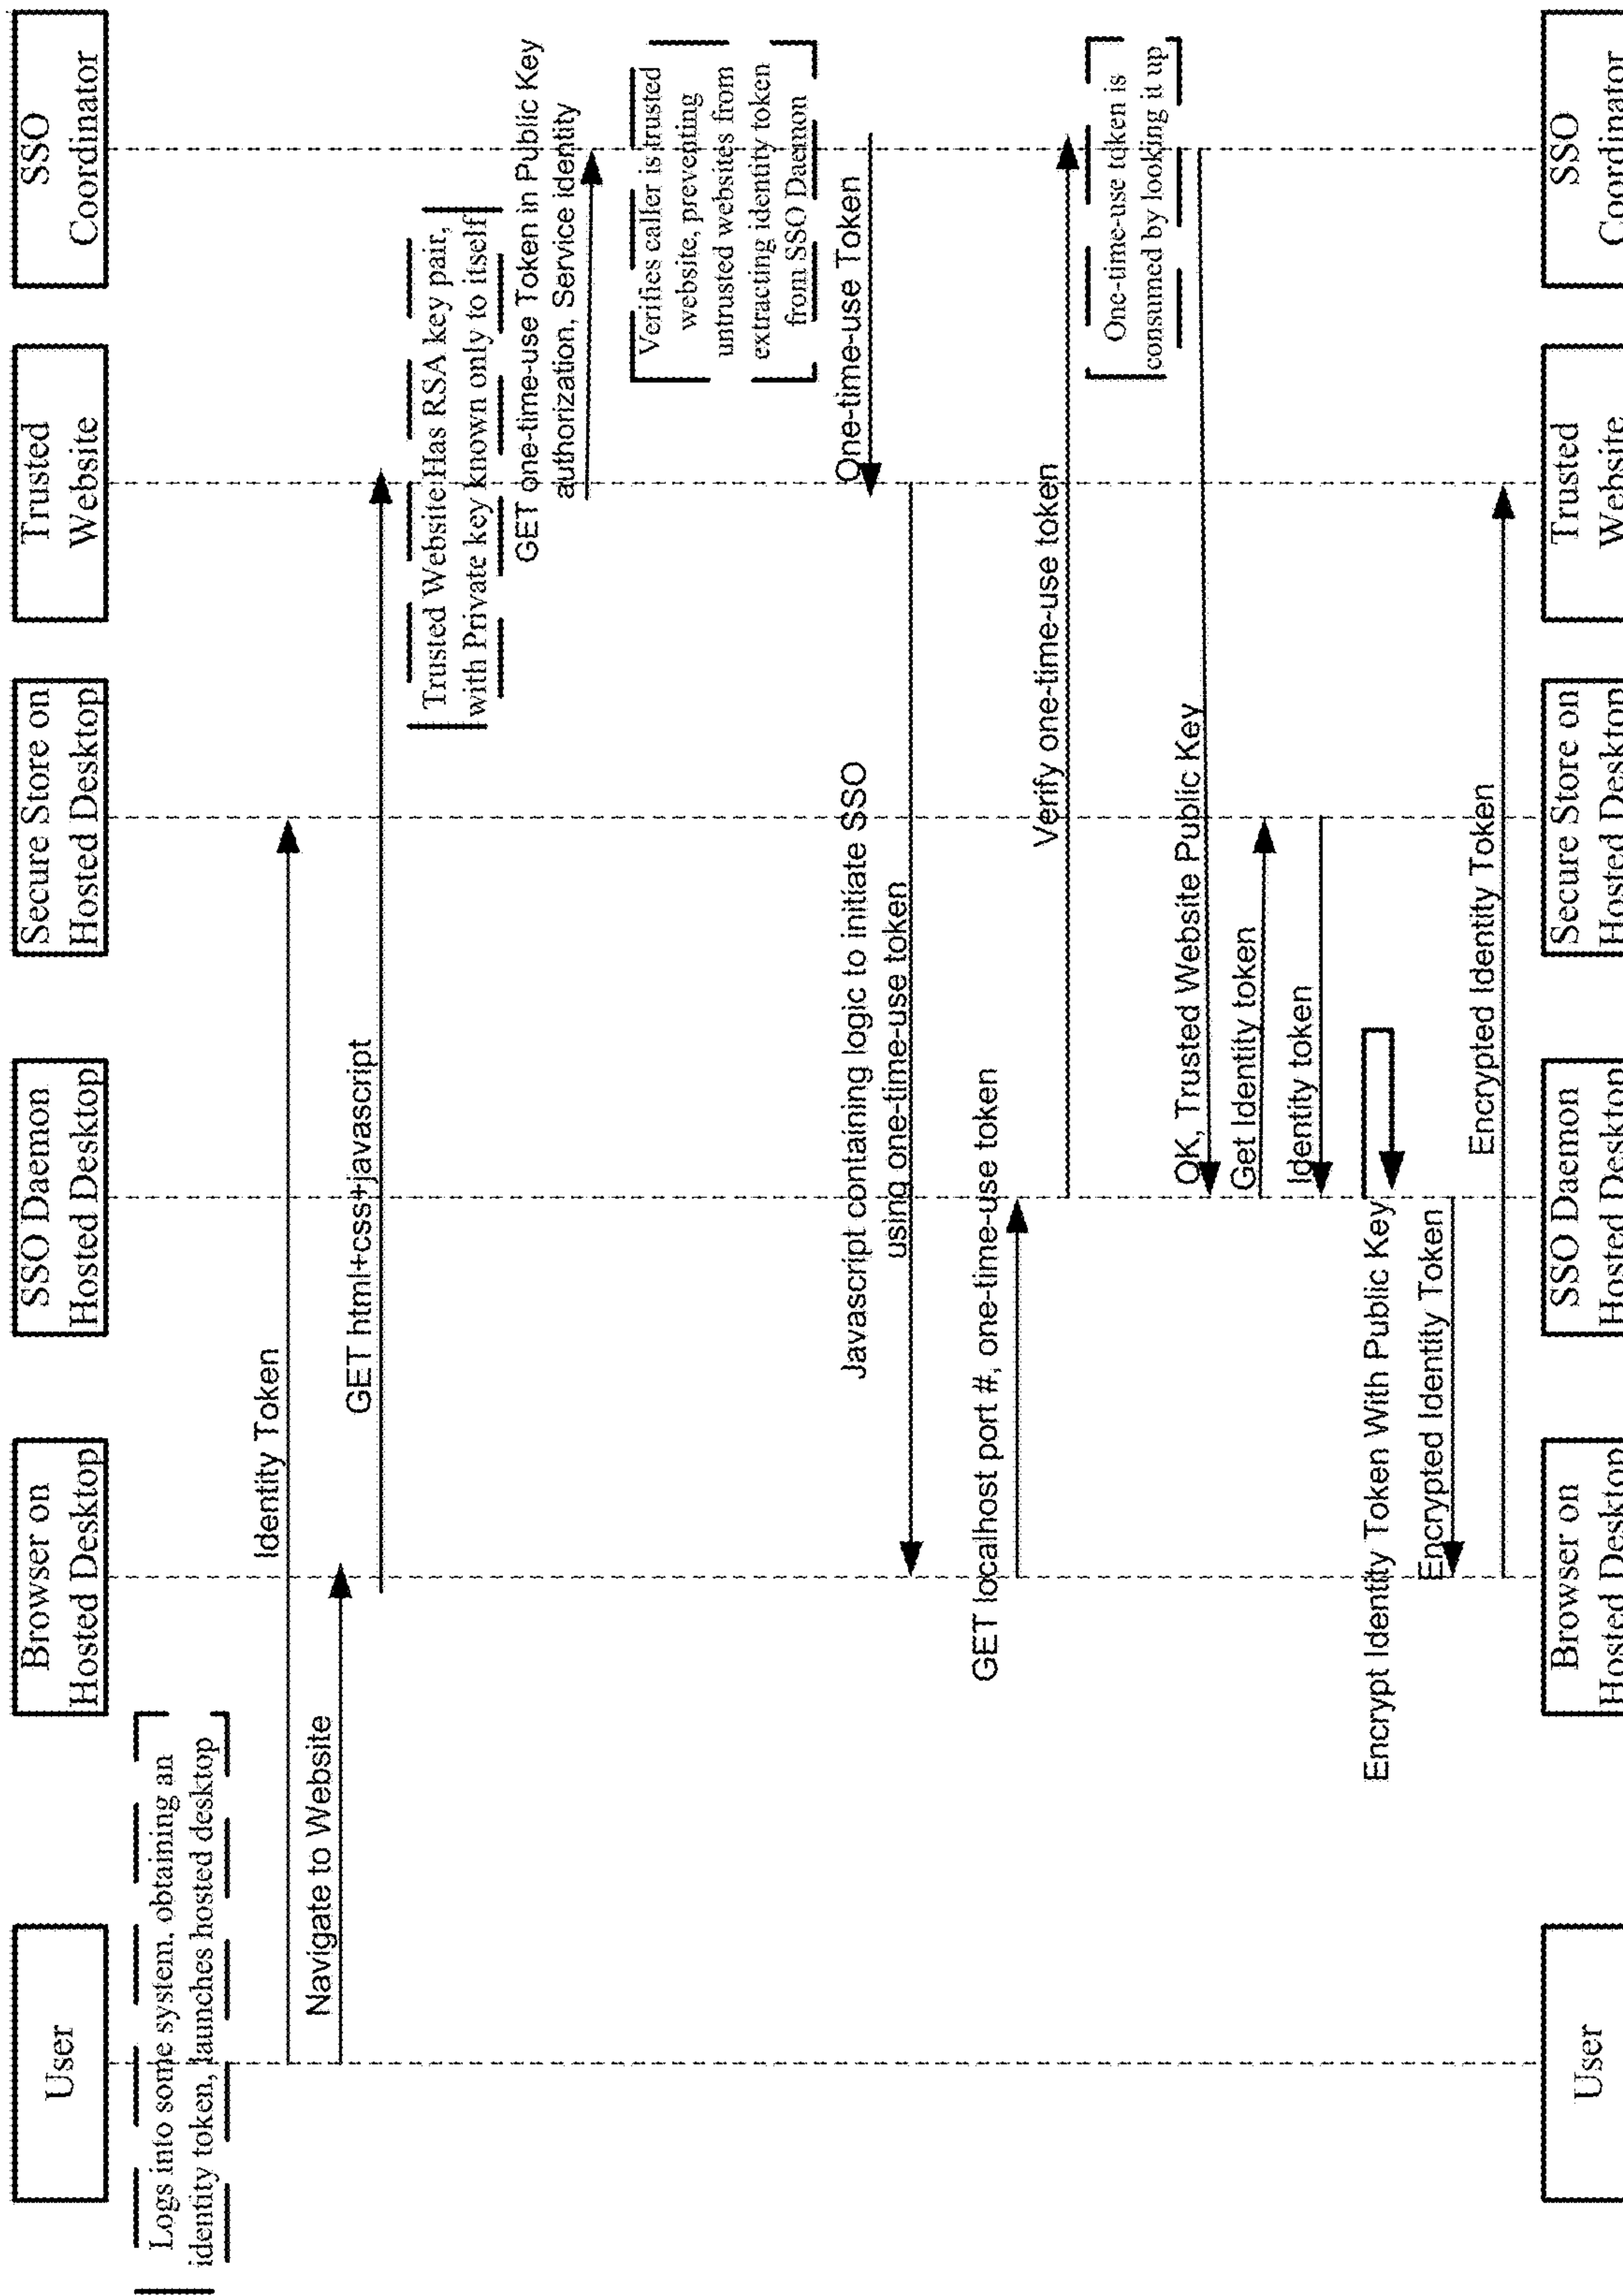 User
Browser on
Hosted Desktop
SSO Daemon
Hosted Desktop
Secure Store on
Hosted Desktop
Trusted
Website
SSO
Coordinator
Logs into some system, obtaining an
identity token, launches hosted desktop
Identity Token
Navigate to Website
GET html+css+javascript
Trusted Website Has RSA key pair,
with Private key known only to itself
GET one-time-use Token in Public Key
authorization, Service identity
Verifies caller is trusted
website, preventing
untrusted websites from
extracting identity token
from SSO Daemon
One-time-use Token
Javascript containing logic to initiate SSO
using one-time-use token
GET localhost port #, one-time-use token
Verify one-time-use token
One-time-use token is
consumed by looking it up
OK, Trusted Website Public Key
Get Identity token
Identity token
Encrypt Identity Token With Public Key
Encrypted Identity Token
Encrypted Identity Token
User
Browser on
Hosted Desktop
SSO Daemon
Hosted Desktop
Secure Store on
Hosted Desktop
Trusted
Website
SSO
Coordinator